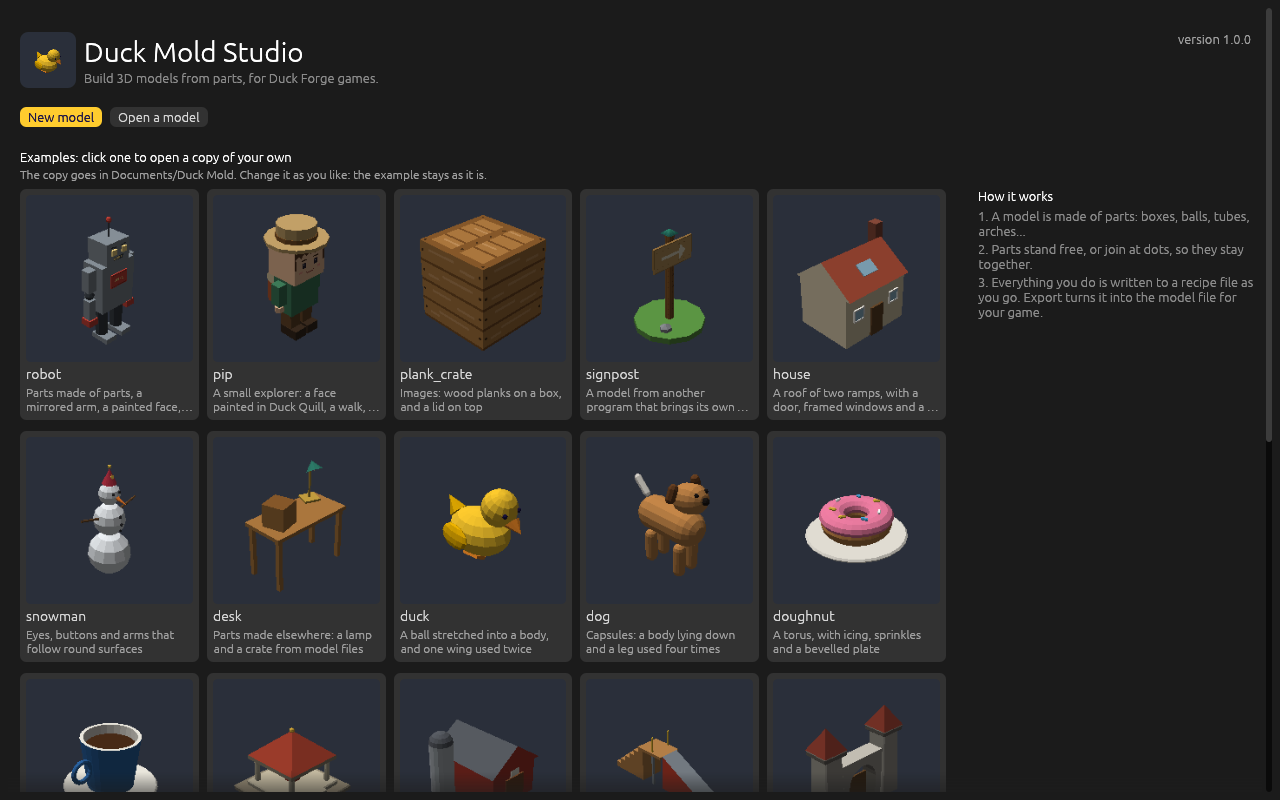 Duck Mold Studio
Build 3D models from parts, for Duck Forge games.
version 1.0.0
New model
Open a model
Examples: click one to open a copy of your own
The copy goes in Documents/Duck Mold. Change it as you like: the example stays as it is.
robot
Parts made of parts, a
mirrored arm, a painted face,...
pip
A small explorer: a face
painted in Duck Quill, a walk, ...
plank_crate
Images: wood planks on a box,
and a lid on top
signpost
A model from another
program that brings its own ...
house
A roof of two ramps, with a
door, framed windows and a ...
How it works
1. A model is made of parts: boxes, balls, tubes,
arches...
2. Parts stand free, or join at dots, so they stay
together.
3. Everything you do is written to a recipe file as
you go. Export turns it into the model file for
your game.
snowman
Eyes, buttons and arms that
follow round surfaces
desk
Parts made elsewhere: a lamp
and a crate from model files
duck
A ball stretched into a body,
and one wing used twice
dog
Capsules: a body lying down
and a leg used four times
doughnut
A torus, with icing, sprinkles
and a bevelled plate